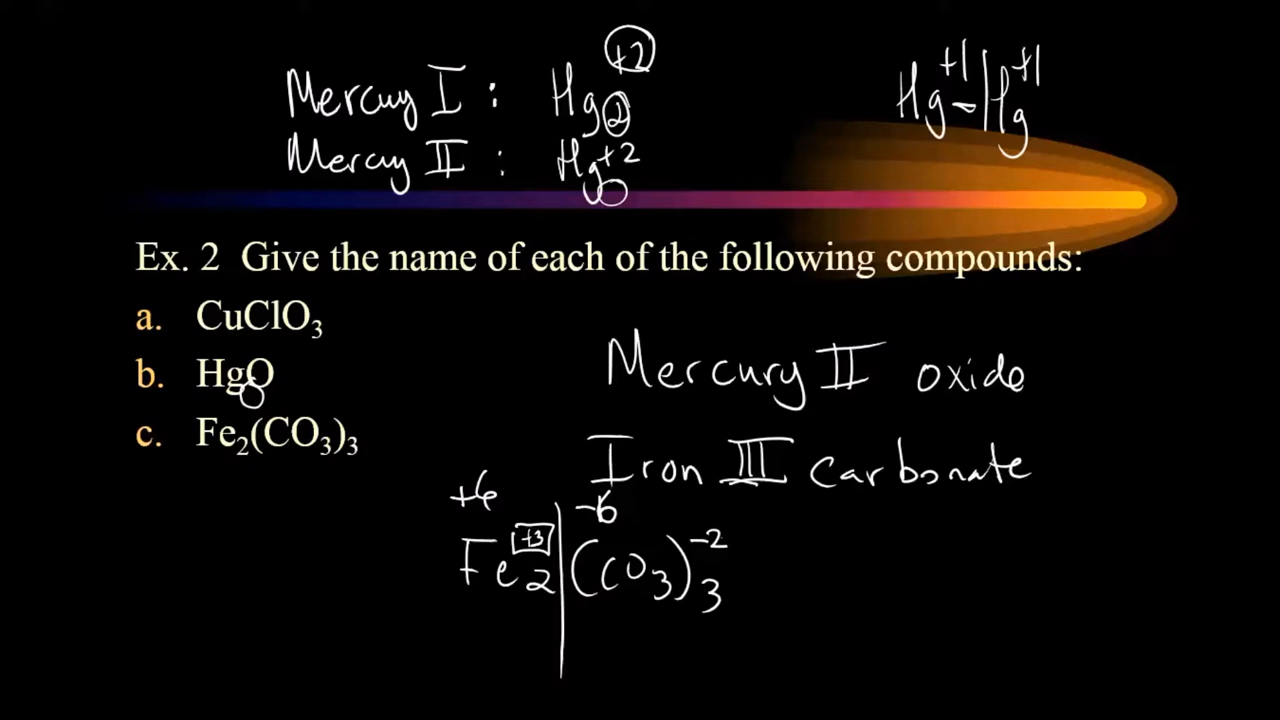 Mercury I : Hg₂⁺² Hg⁺¹–Hg⁺¹
Mercury II : Hg⁺²
Ex. 2 Give the name of each of the following compounds:
a. CuClO₃
b. HgO Mercury II oxide
c. Fe₂(CO₃)₃ Iron III carbonate
+6 -6
Fe₂⁺³ | (CO₃)₃⁻²